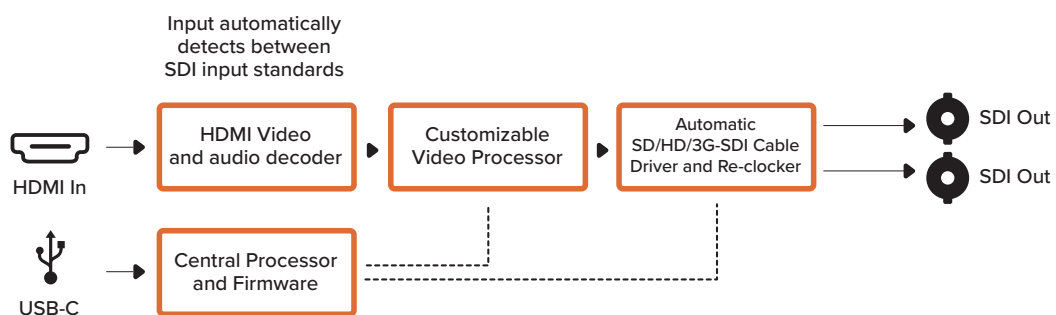 Input automatically
detects between
SDI input standards
HDMI In
HDMI Video
and audio decoder
Customizable
Video Processor
Automatic
SD/HD/3G-SDI Cable
Driver and Re-clocker
SDI Out
SDI Out
USB-C
Central Processor
and Firmware